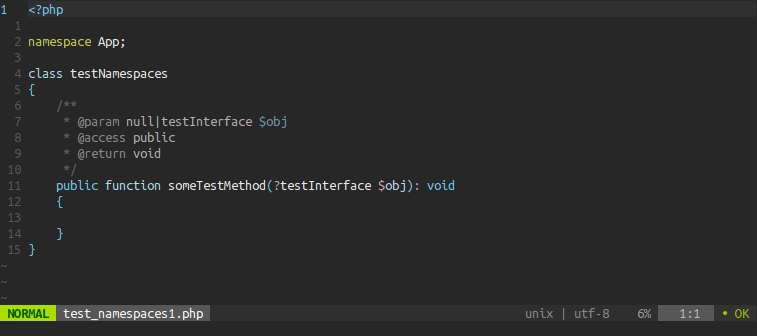 1 <?php
1
2 namespace App;
3
4 class testNamespaces
5 {
6     /**
7      * @param null|testInterface $obj
8      * @access public
9      * @return void
10      */
11     public function someTestMethod(?testInterface $obj): void
12     {
13
14     }
15 }
~
~
~
NORMAL test_namespaces1.php unix | utf-8 6% 1:1 • OK